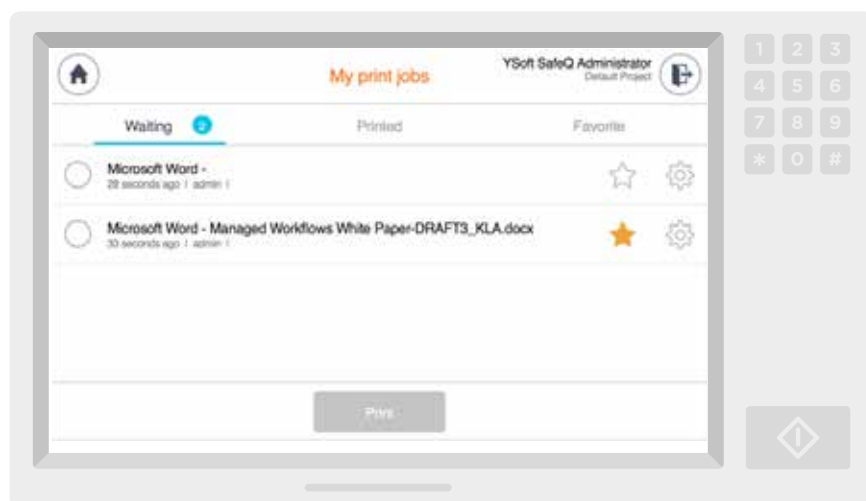 My print jobs
YSoft SafeQ Administrator
Default Project
Waiting 2
Printed
Favorite
Microsoft Word -
28 seconds ago | admin |
Microsoft Word - Managed Workflows White Paper-DRAFT3_KLA.docx
30 seconds ago | admin |
Print
1 2 3
4 5 6
7 8 9
* 0 #